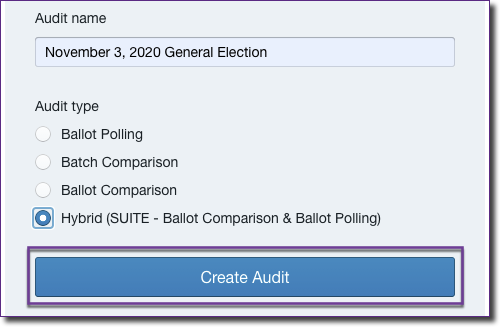 Audit name
November 3, 2020 General Election
Audit type
Ballot Polling
Batch Comparison
Ballot Comparison
Hybrid (SUITE - Ballot Comparison & Ballot Polling)
Create Audit